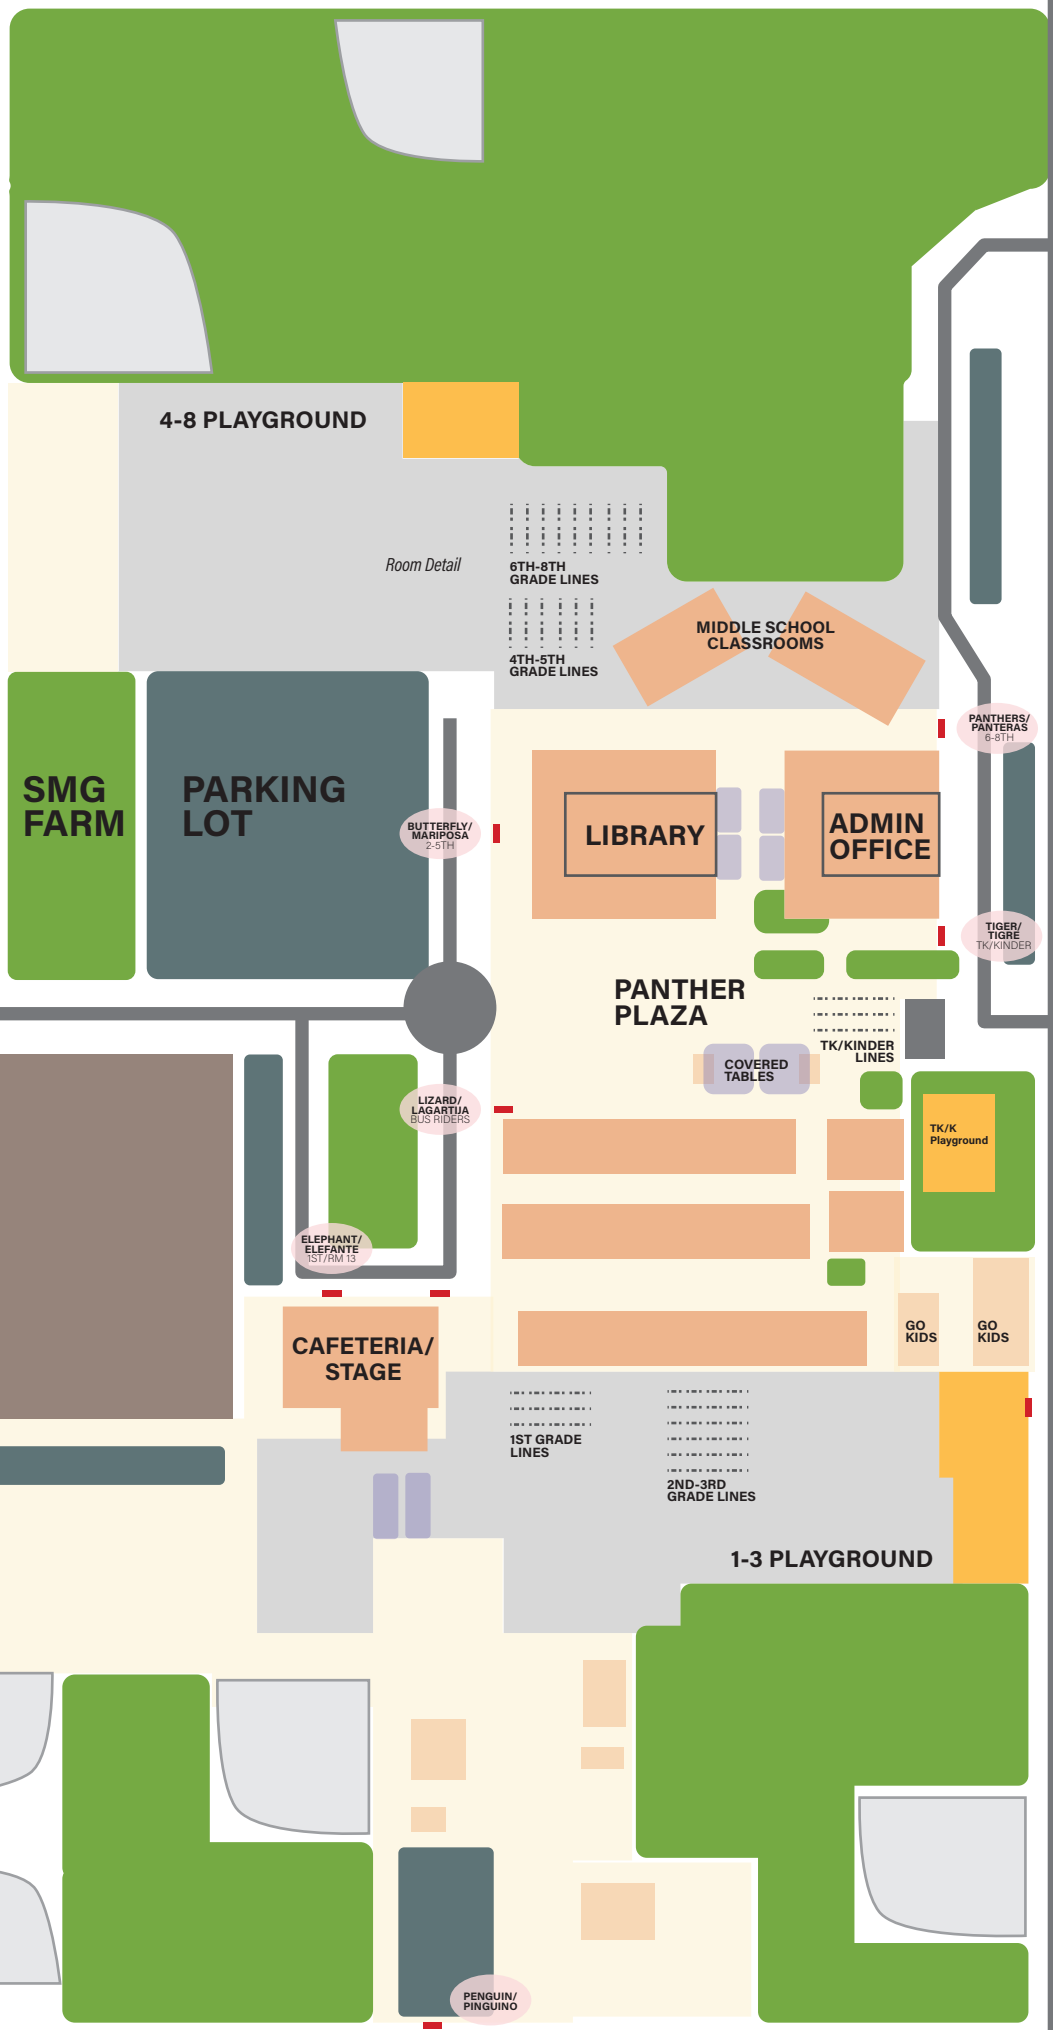 4-8 PLAYGROUND
Room Detail
6TH-8TH
GRADE LINES
4TH-5TH
GRADE LINES
MIDDLE SCHOOL
CLASSROOMS
PANTHERS/
PANTERAS
6-8TH
SMG
FARM
PARKING
LOT
BUTTERFLY/
MARIPOSA
2-5TH
LIBRARY
ADMIN
OFFICE
TIGER/
TIGRE
TK/KINDER
PANTHER
PLAZA
TK/KINDER
LINES
COVERED
TABLES
LIZARD/
LAGARTIJA
BUS RIDERS
TK/K
Playground
ELEPHANT/
ELEFANTE
1ST/RM 13
CAFETERIA/
STAGE
GO
KIDS
GO
KIDS
1ST GRADE
LINES
2ND-3RD
GRADE LINES
1-3 PLAYGROUND
PENGUIN/
PINGUINO